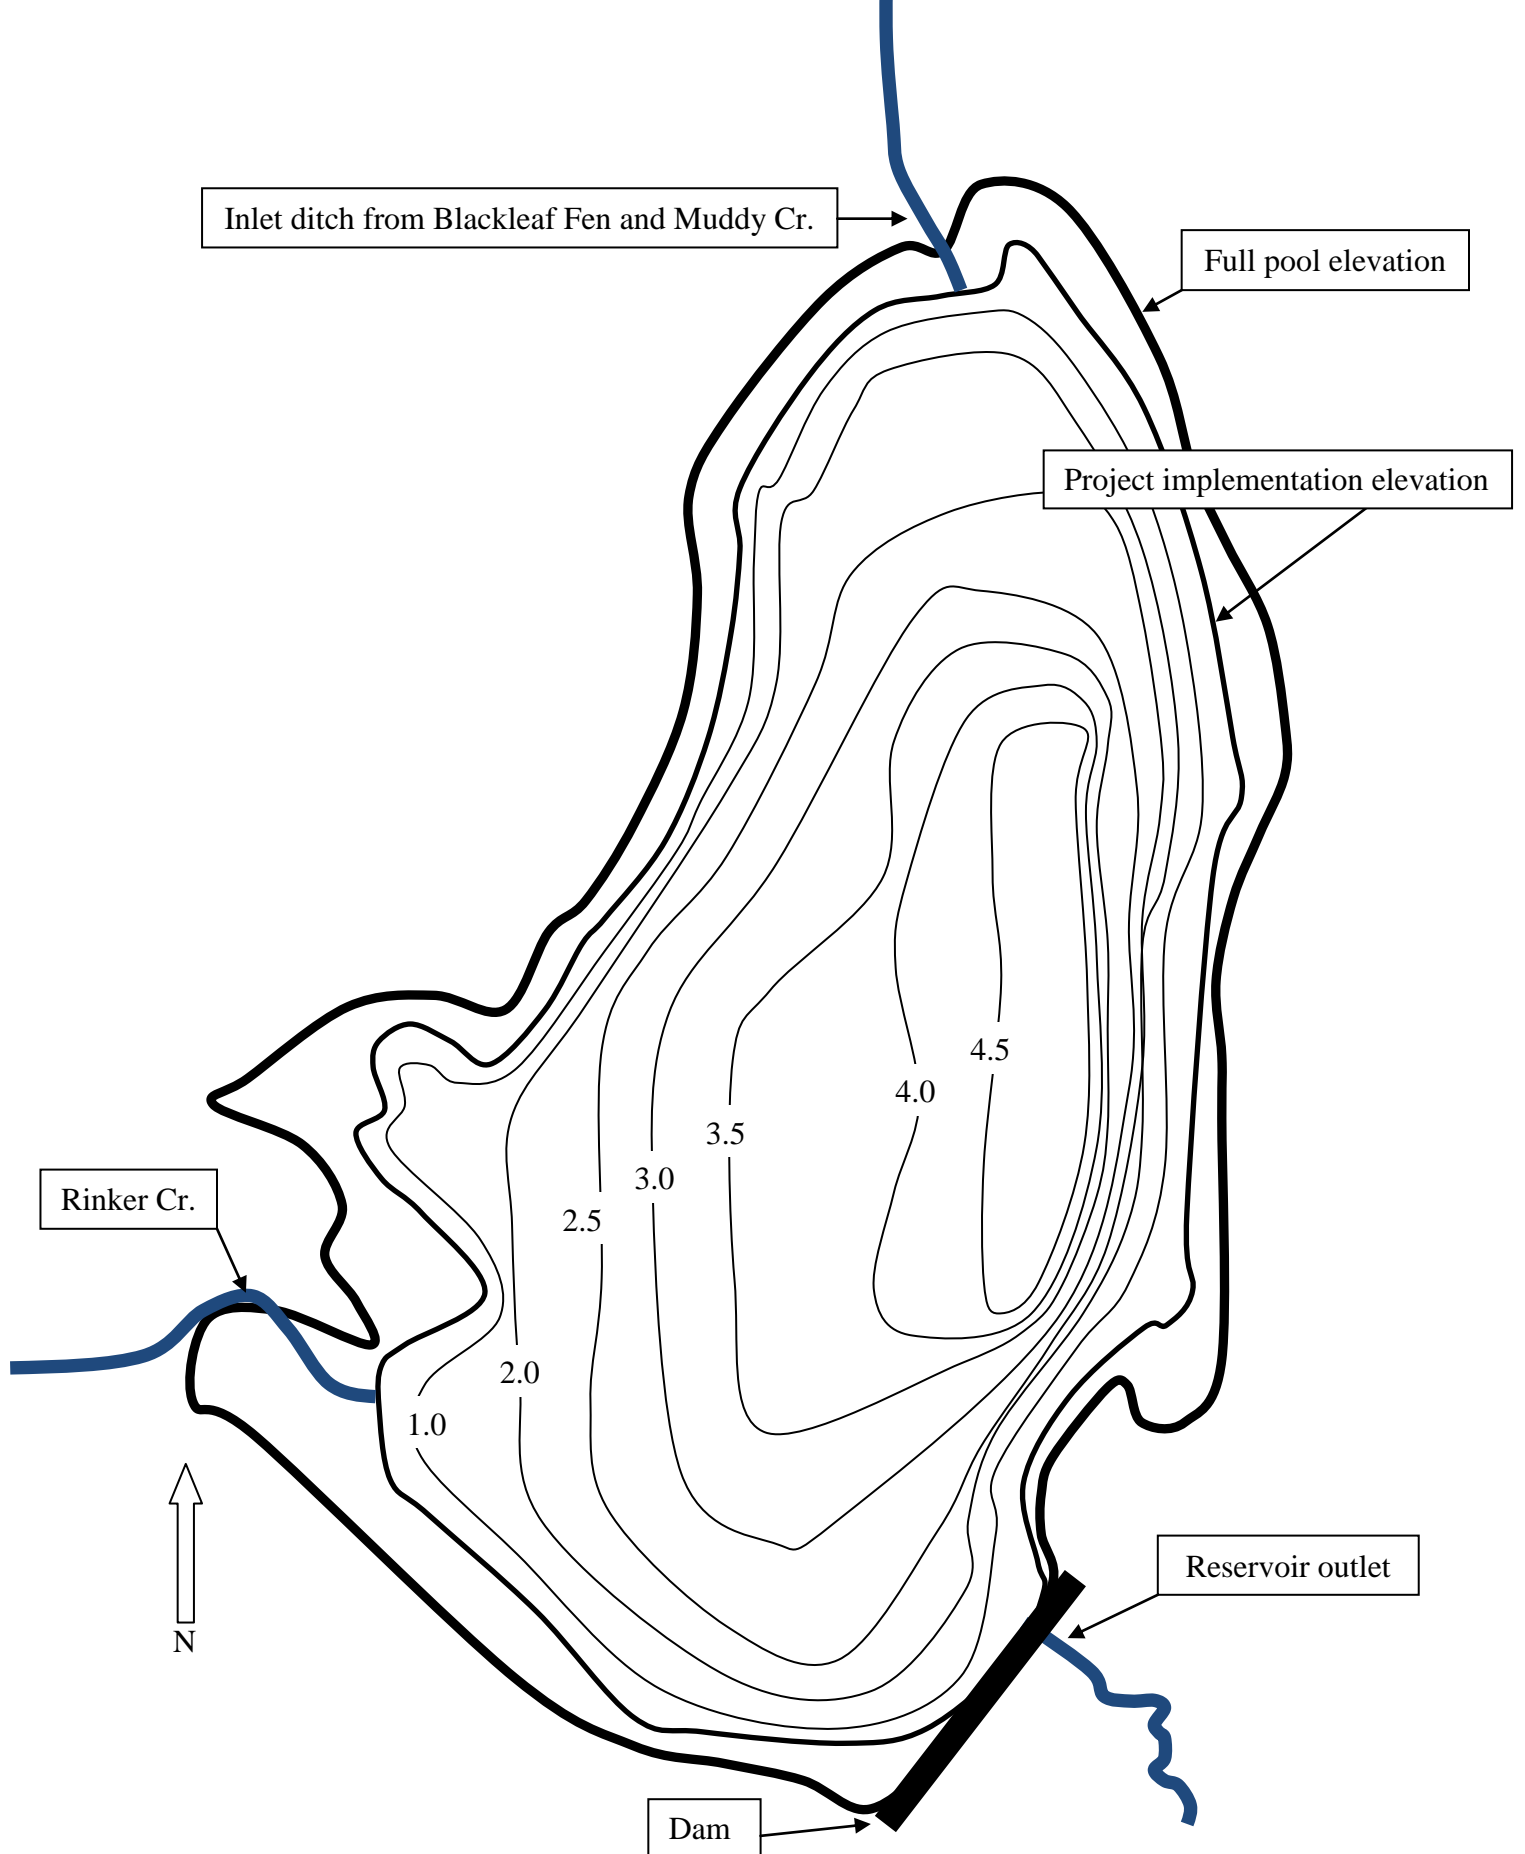 Inlet ditch from Blackleaf Fen and Muddy Cr.
Full pool elevation
Project implementation elevation
4.5
4.0
3.5
3.0
Rinker Cr.
2.5
2.0
1.0
Reservoir outlet
N
Dam